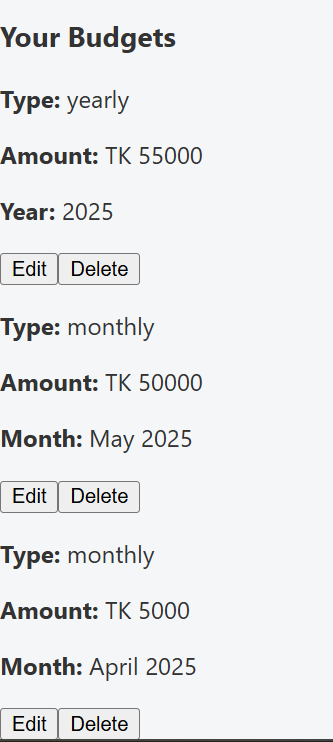 Your Budgets
Type: yearly
Amount: TK 55000
Year: 2025
Edit Delete
Type: monthly
Amount: TK 50000
Month: May 2025
Edit Delete
Type: monthly
Amount: TK 5000
Month: April 2025
Edit Delete